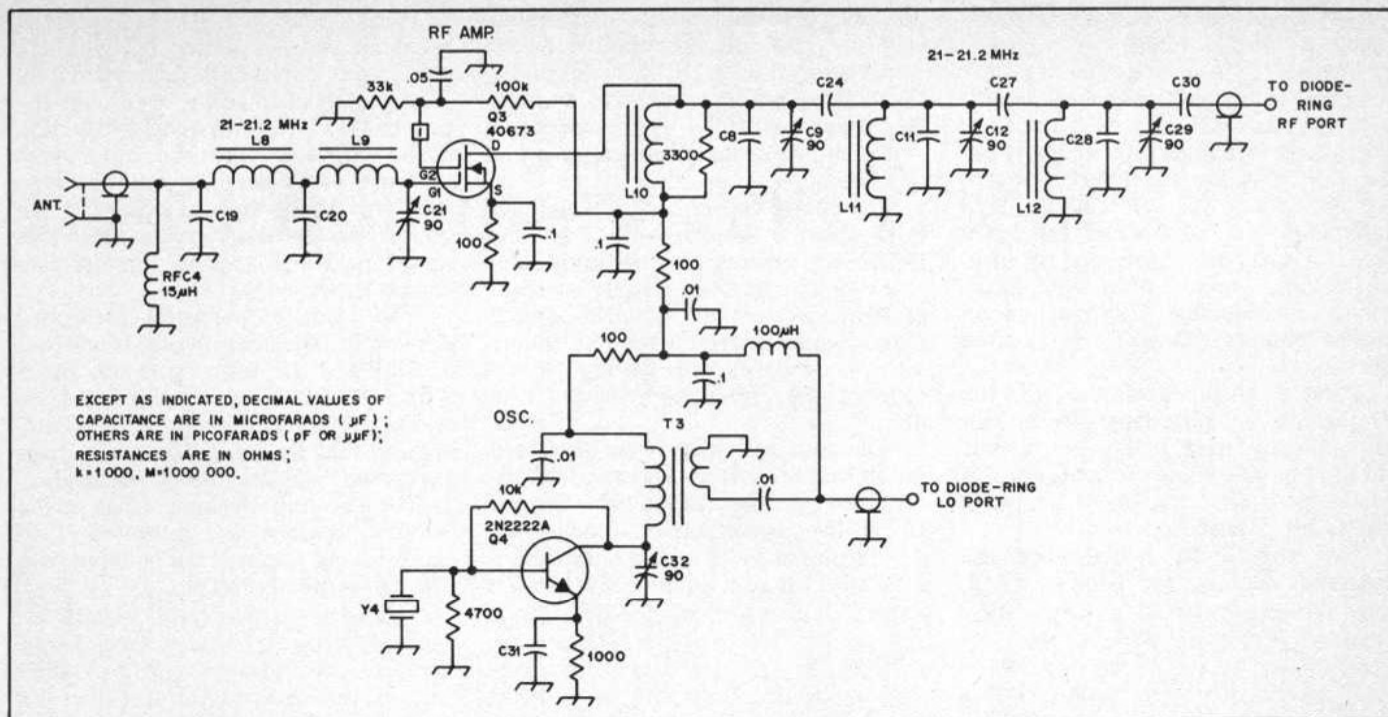 RF AMP.
.05
33k
100k
Q3
40673
21-21.2 MHz
L8
L9
D
G2
G1
S
ANT.
C19
C20
C21
90
100
.1
RFC4
15µH
21-21.2 MHz
C24
C27
C30
TO DIODE-
RING
RF PORT
3300
C8
C9
90
C11
C12
90
C28
C29
90
L10
L11
L12
.1
100
.01
100
100µH
.1
EXCEPT AS INDICATED, DECIMAL VALUES OF
CAPACITANCE ARE IN MICROFARADS ( µF ) ;
OTHERS ARE IN PICOFARADS ( pF OR µµF);
RESISTANCES ARE IN OHMS ;
k=1000, M=1000 000.
OSC.
T3
.01
.01
10k
2N2222A
Q4
C32
90
TO DIODE-RING
LO PORT
Y4
4700
C31
1000